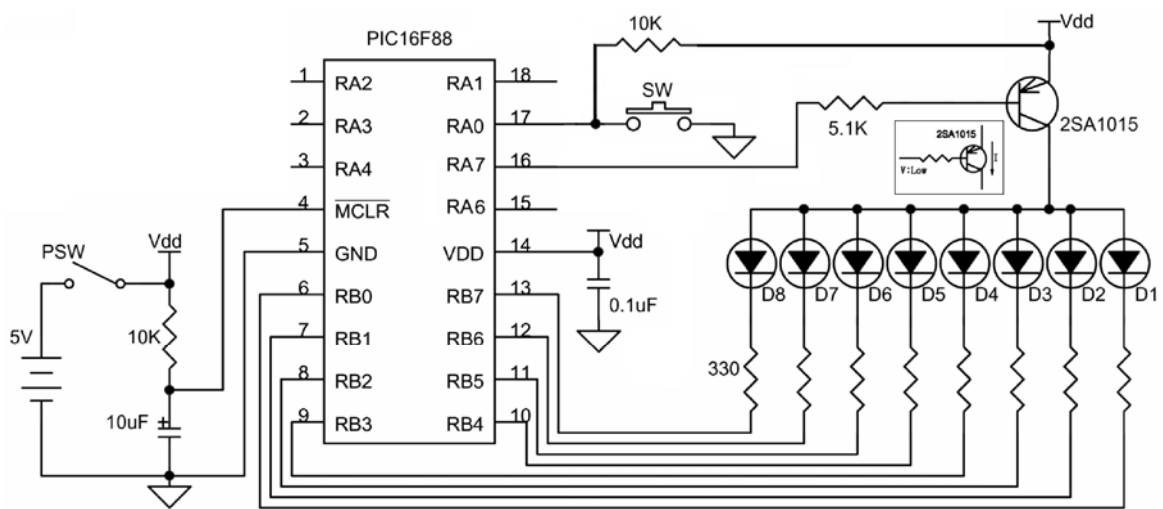 PIC16F88
10K
Vdd
1
RA2
RA1
18
2
RA3
RA0
17
SW
3
RA4
RA7
16
5.1K
2SA1015
2SA1015
V:Low
I
4
MCLR
RA6
15
PSW
Vdd
5
GND
VDD
14
Vdd
6
RB0
RB7
13
0.1uF
D8
D7
D6
D5
D4
D3
D2
D1
5V
10K
7
RB1
RB6
12
330
8
RB2
RB5
11
10uF
+
9
RB3
RB4
10